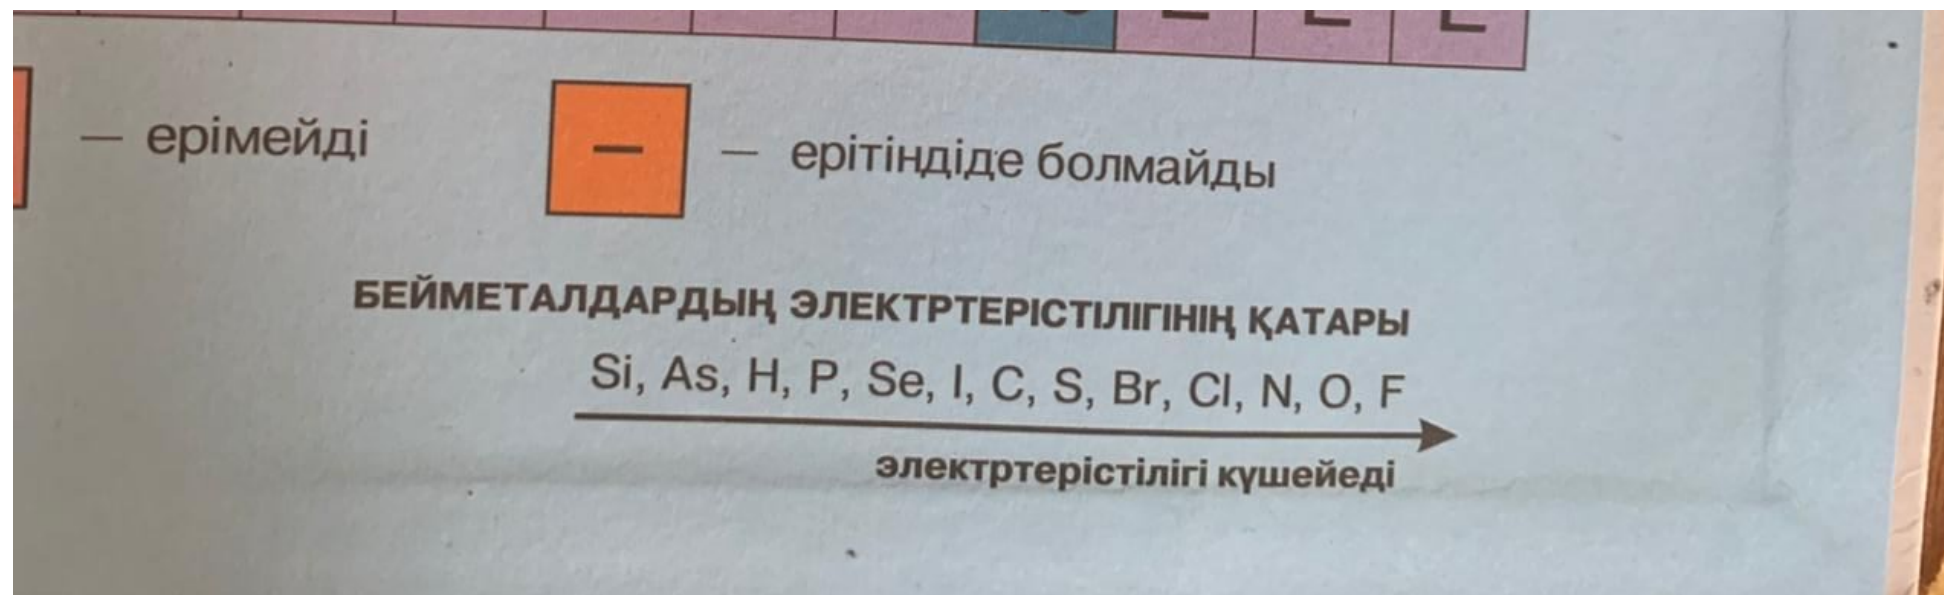 — ерімейді
— — ерітіндіде болмайды
БЕЙМЕТАЛДАРДЫҢ ЭЛЕКТРТЕРІСТІЛІГІНІҢ ҚАТАРЫ
Si, As, H, P, Se, I, C, S, Br, Cl, N, O, F
электртерістілігі күшейеді